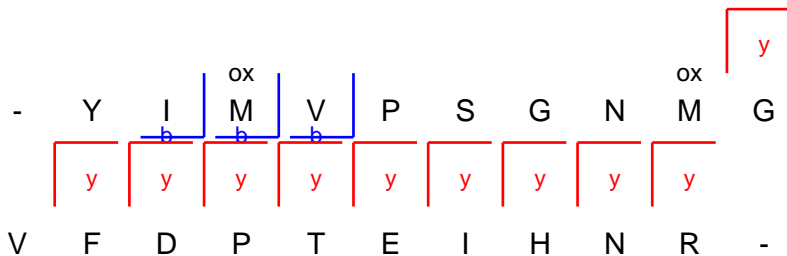 y
ox ox
- Y I M V P S G N M G
b b b
y y y y y y y y y
V F D P T E I H N R -